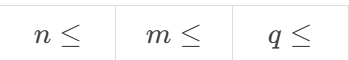 n ≤ m ≤ q ≤